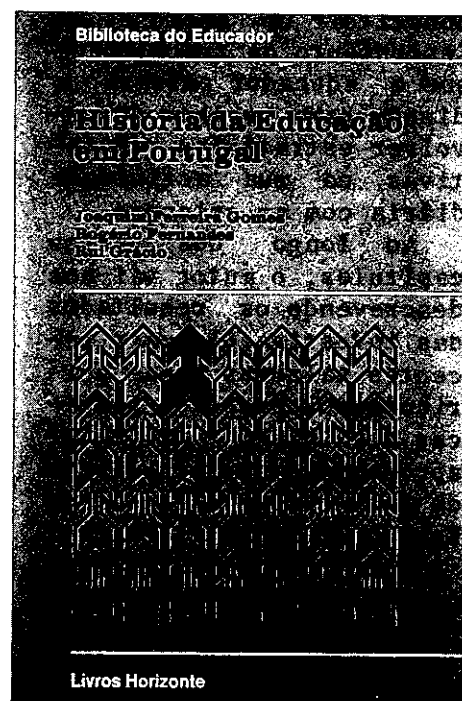 Biblioteca do Educador
História da Educação
em Portugal
Joaquim Ferreira Gomes
Rogério Fernandes
Rui Grácio
Livros Horizonte